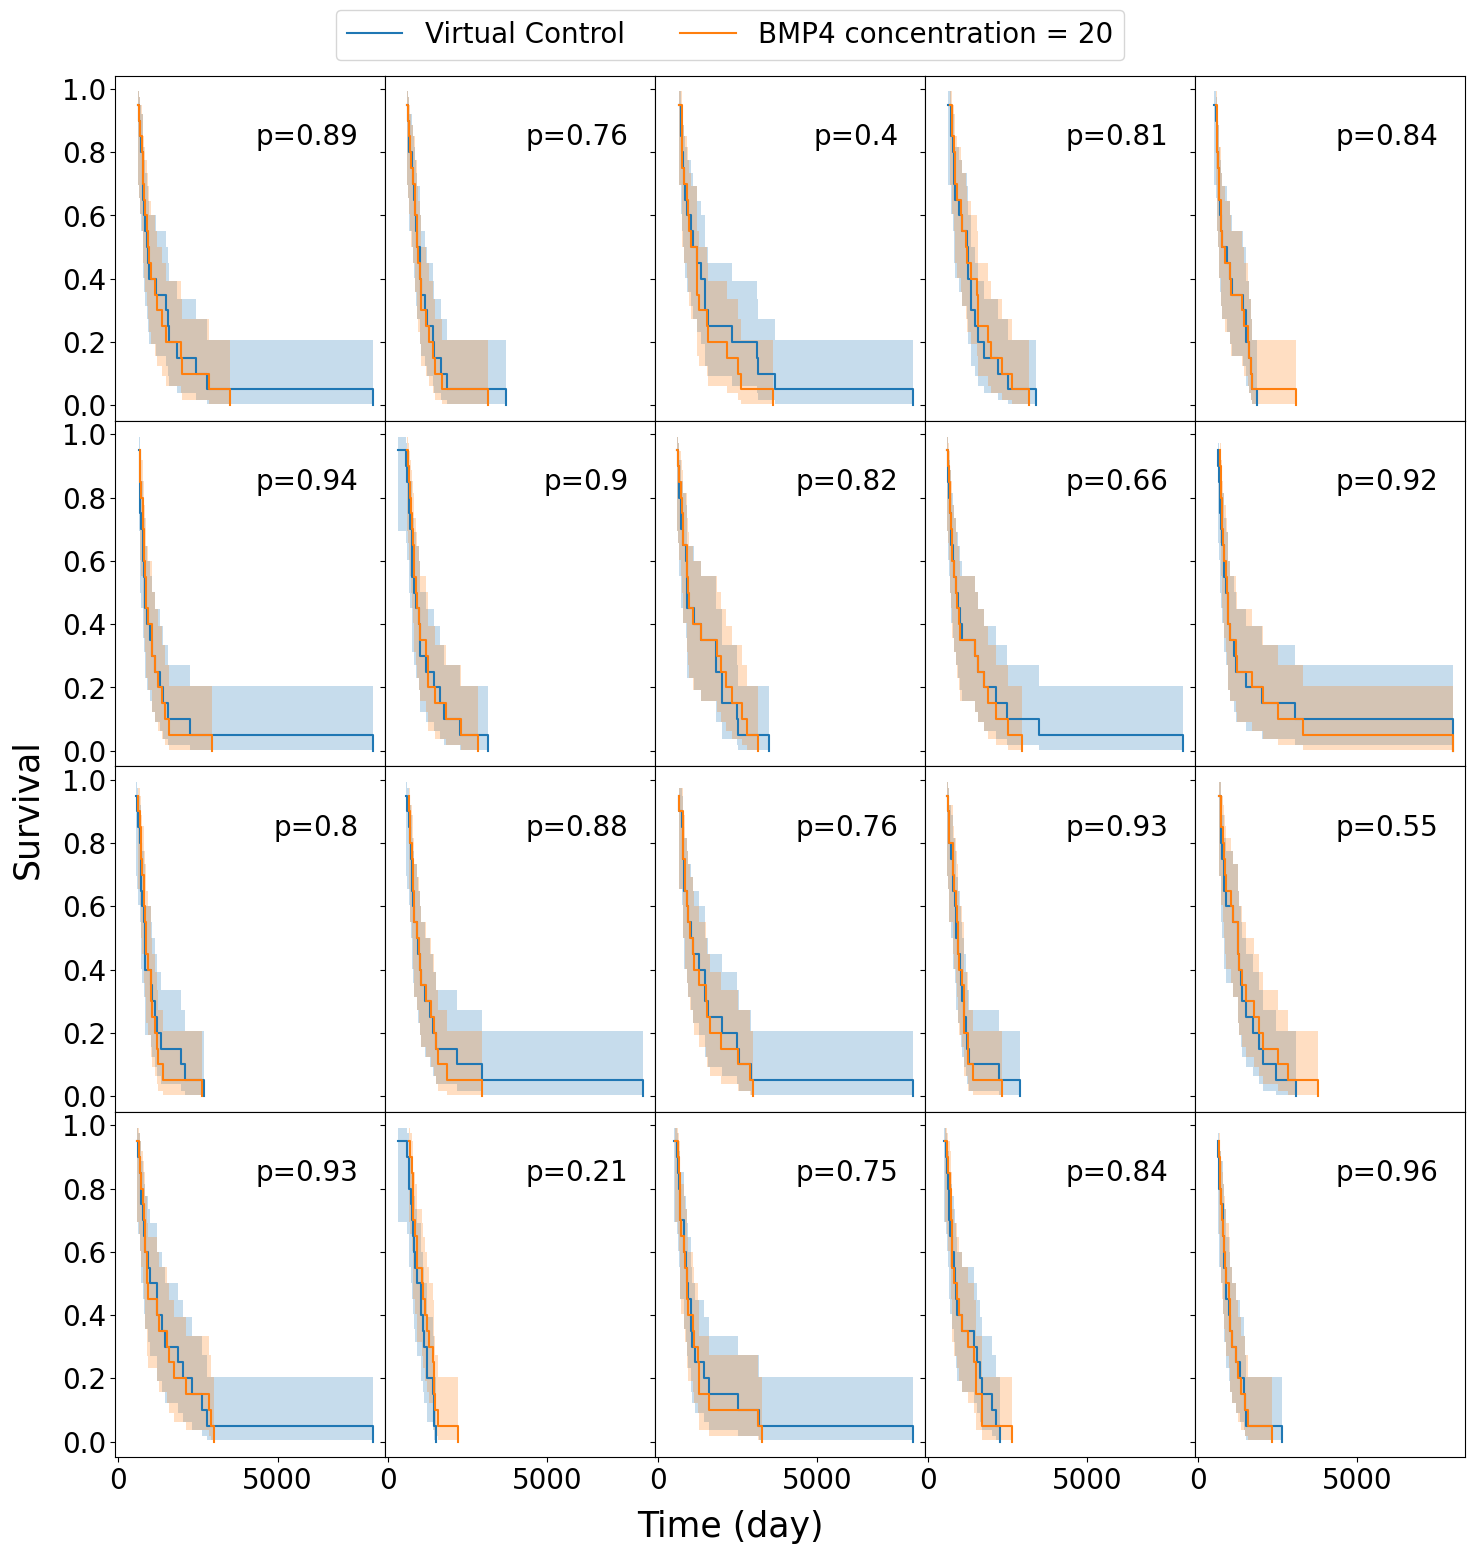 Virtual Control BMP4 concentration = 20
1.0 p=0.89 p=0.76 p=0.4 p=0.81 p=0.84
0.8
0.6
0.4
0.2
0.0
1.0 p=0.94 p=0.9 p=0.82 p=0.66 p=0.92
0.8
0.6
0.4
0.2
0.0
Survival
1.0 p=0.8 p=0.88 p=0.76 p=0.93 p=0.55
0.8
0.6
0.4
0.2
0.0
1.0 p=0.93 p=0.21 p=0.75 p=0.84 p=0.96
0.8
0.6
0.4
0.2
0.0
0 5000 0 5000 0 5000 0 5000 0 5000
Time (day)